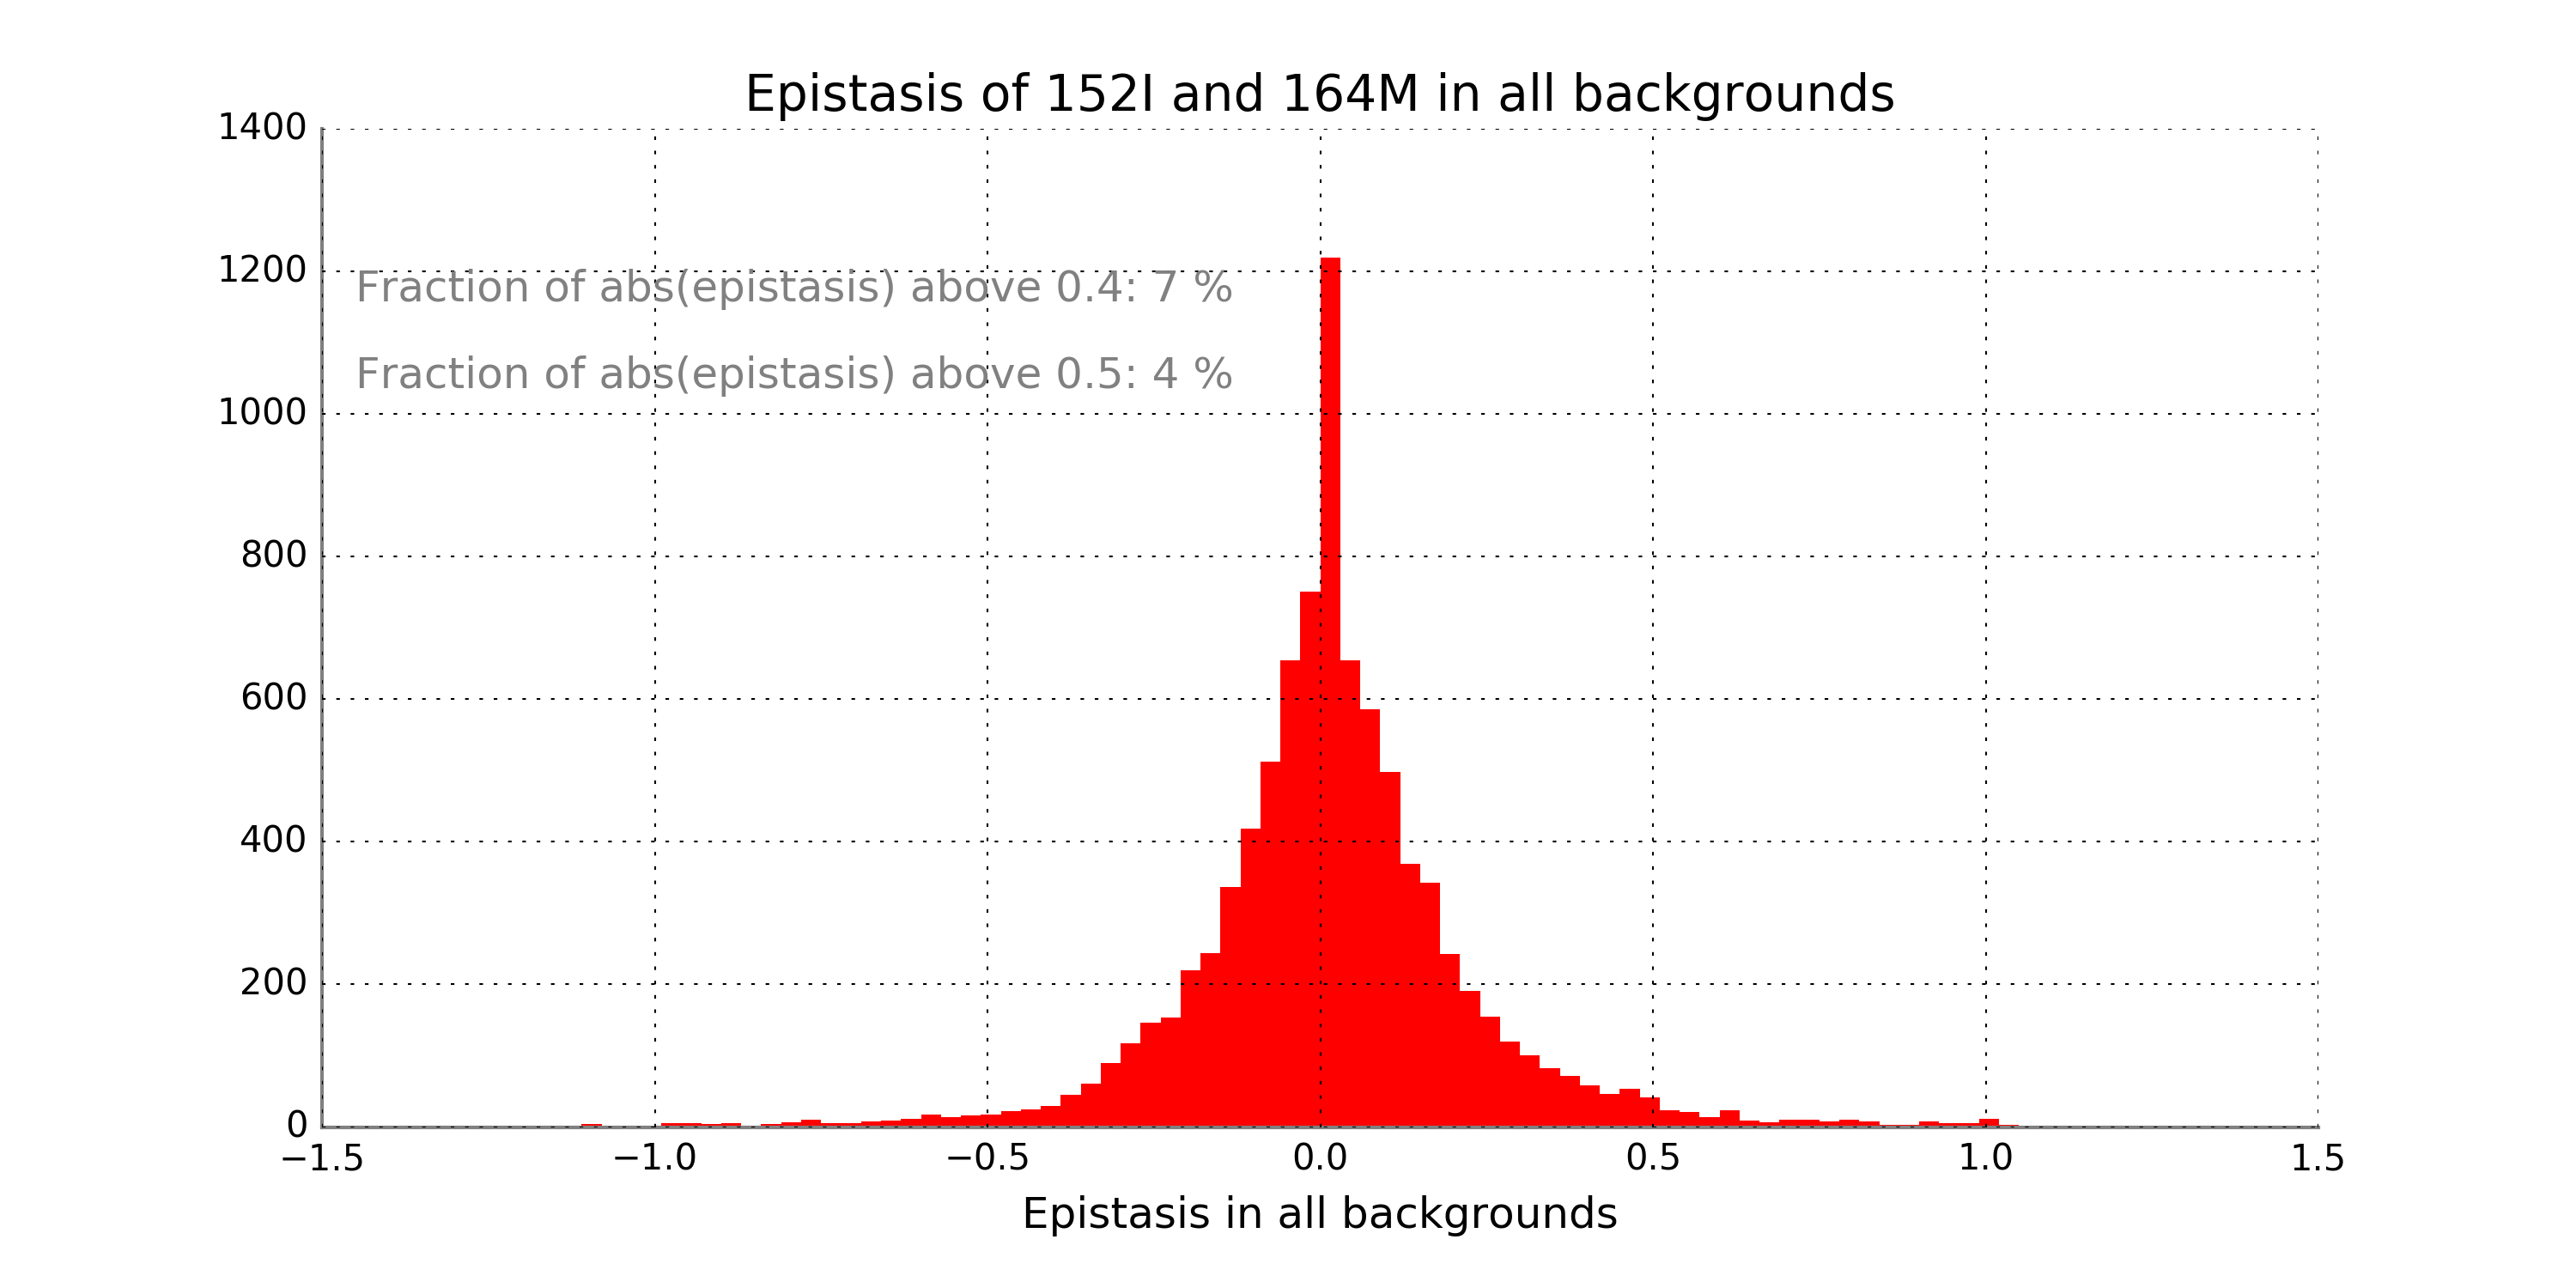 Epistasis of 152I and 164M in all backgrounds
1400
1200
Fraction of abs(epistasis) above 0.4: 7 %
Fraction of abs(epistasis) above 0.5: 4 %
1000
800
600
400
200
0
−1.5 −1.0 −0.5 0.0 0.5 1.0 1.5
Epistasis in all backgrounds